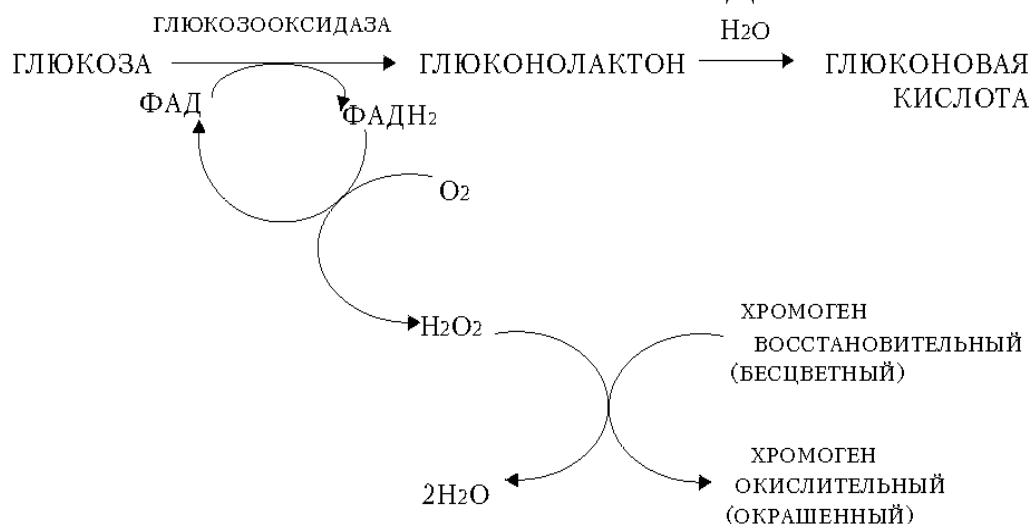 ГЛЮКОЗООКСИДАЗА
H2O
ГЛЮКОЗА
ГЛЮКОНОЛАКТОН
ГЛЮКОНОВАЯ
КИСЛОТА
ФАД
ФАДН2
O2
H2O2
ХРОМОГЕН
ВОССТАНОВИТЕЛЬНЫЙ
(БЕСЦВЕТНЫЙ)
2H2O
ХРОМОГЕН
ОКИСЛИТЕЛЬНЫЙ
(ОКРАШЕННЫЙ)